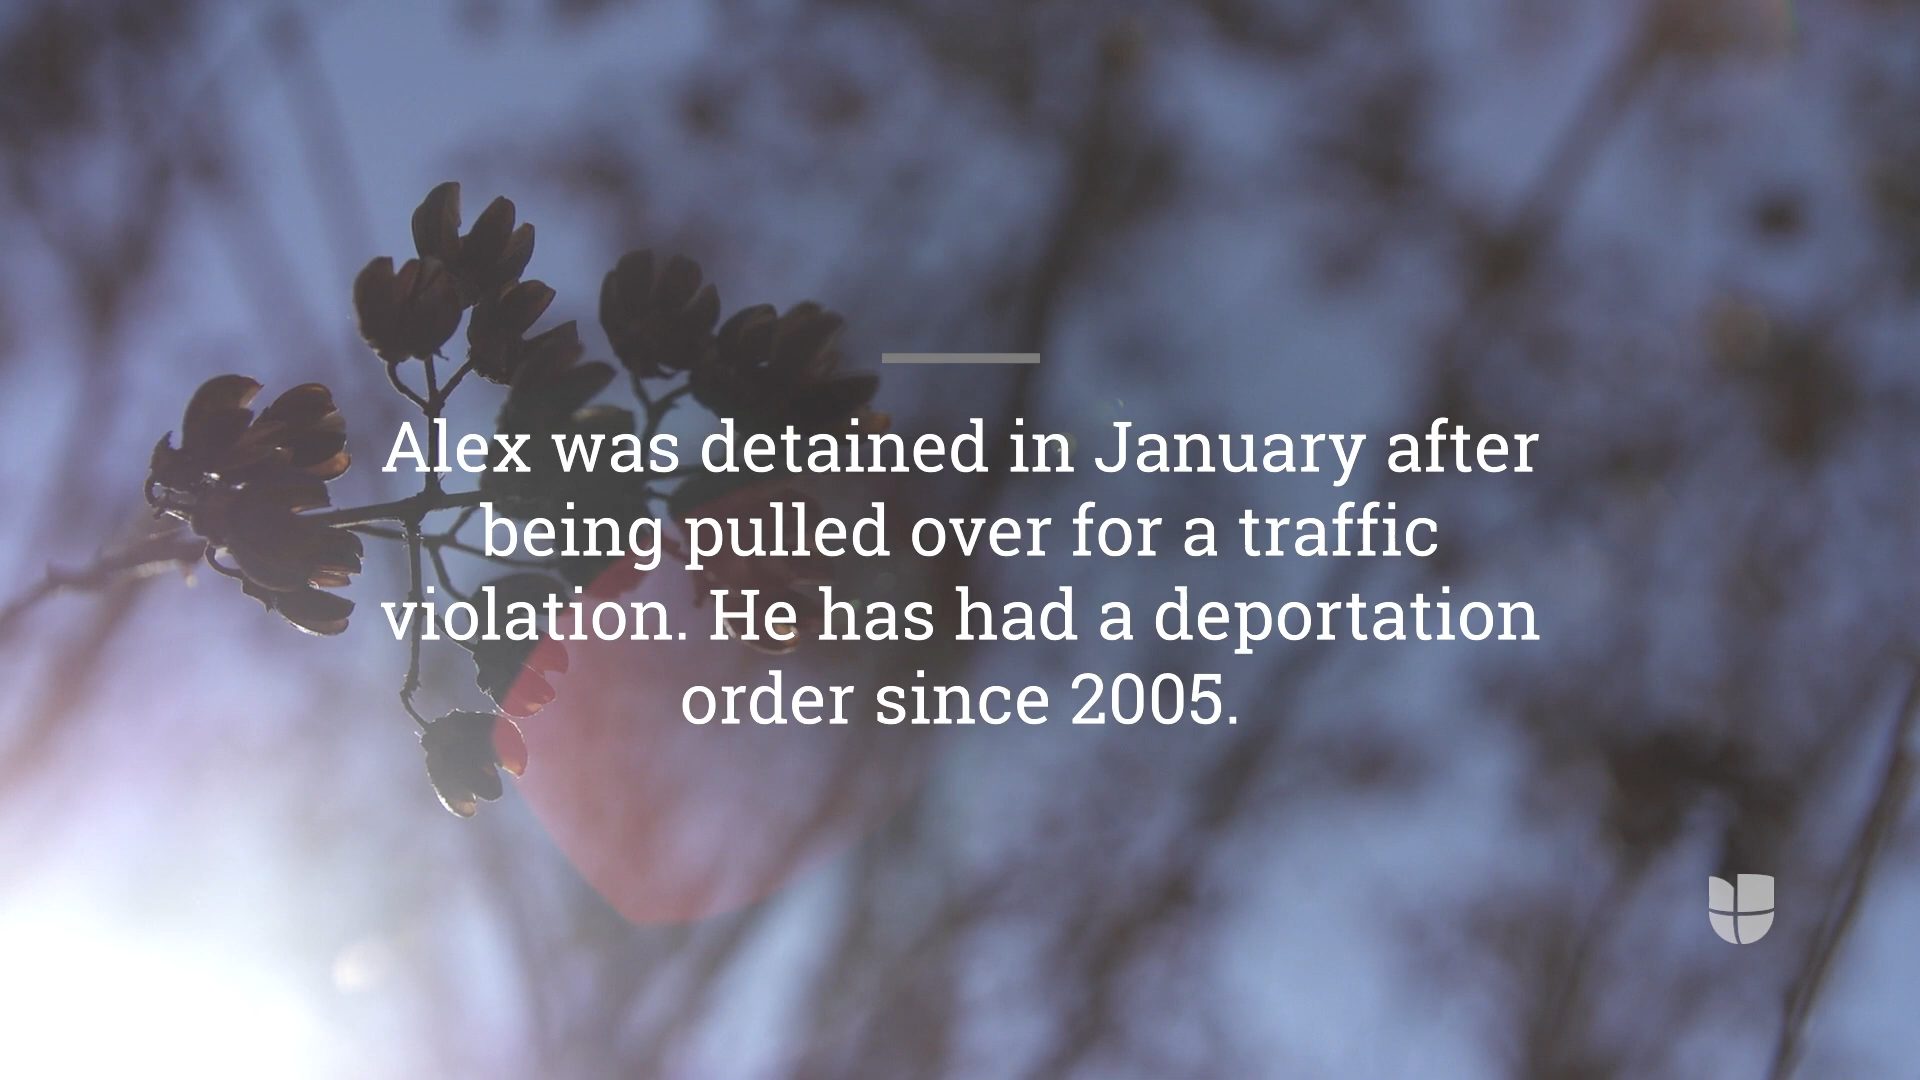 Alex was detained in January after
being pulled over for a traffic
violation. He has had a deportation
order since 2005.